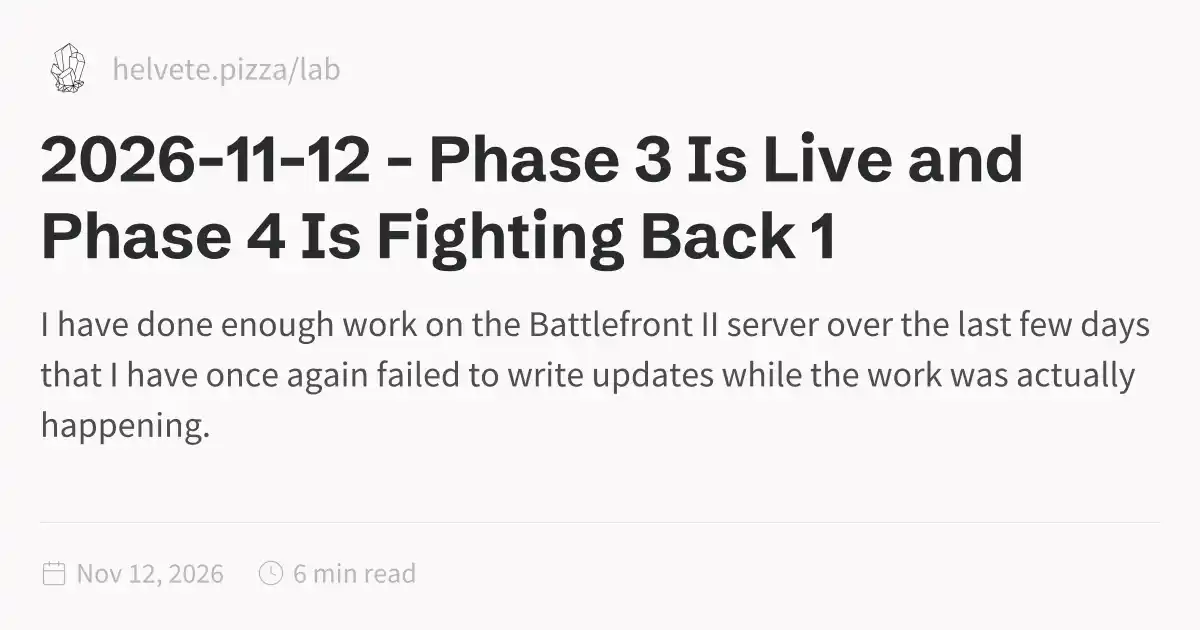 helvete.pizza/lab
2026-11-12 - Phase 3 Is Live and
Phase 4 Is Fighting Back 1
I have done enough work on the Battlefront II server over the last few days
that I have once again failed to write updates while the work was actually
happening.
Nov 12, 2026 6 min read